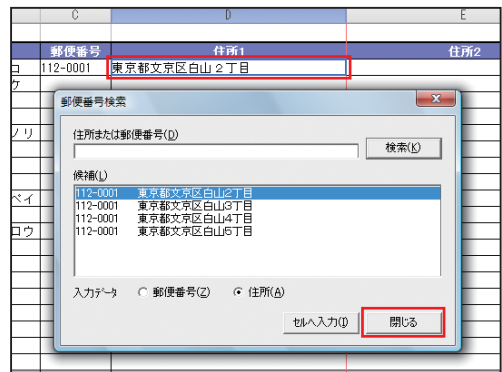 C D E
郵便番号 住所1 住所2
コ 112-0001 東京都文京区白山２丁目
ケ
郵便番号検索
ノリ
住所または郵便番号(D)
検索(K)
候補(L)
112-0001 東京都文京区白山2丁目
ペイ 112-0001 東京都文京区白山3丁目
112-0001 東京都文京区白山4丁目
ロウ 112-0001 東京都文京区白山5丁目
入力ﾃﾞｰﾀ 郵便番号(Z) 住所(A)
ｾﾙへ入力(I) 閉じる